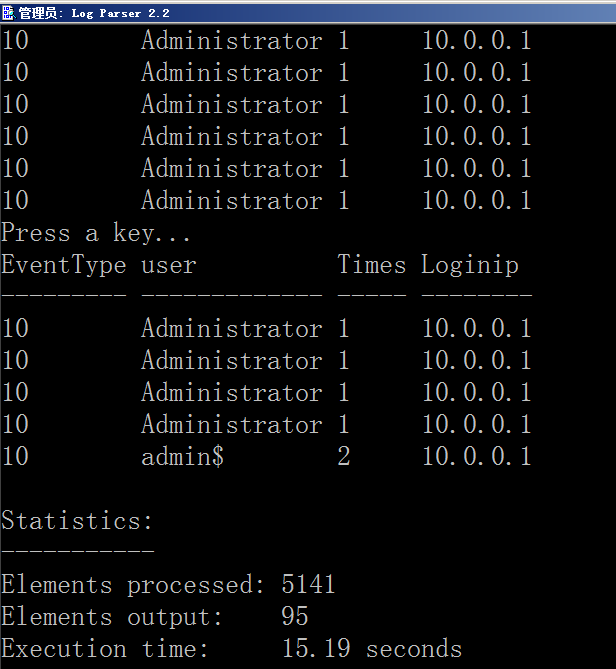 管理员: Log Parser 2.2
10 Administrator 1 10.0.0.1
10 Administrator 1 10.0.0.1
10 Administrator 1 10.0.0.1
10 Administrator 1 10.0.0.1
10 Administrator 1 10.0.0.1
10 Administrator 1 10.0.0.1
Press a key...
EventType user Times Loginip
--------- ------------- ----- --------
10 Administrator 1 10.0.0.1
10 Administrator 1 10.0.0.1
10 Administrator 1 10.0.0.1
10 Administrator 1 10.0.0.1
10 admin$ 2 10.0.0.1
Statistics:
-----------
Elements processed: 5141
Elements output: 95
Execution time: 15.19 seconds